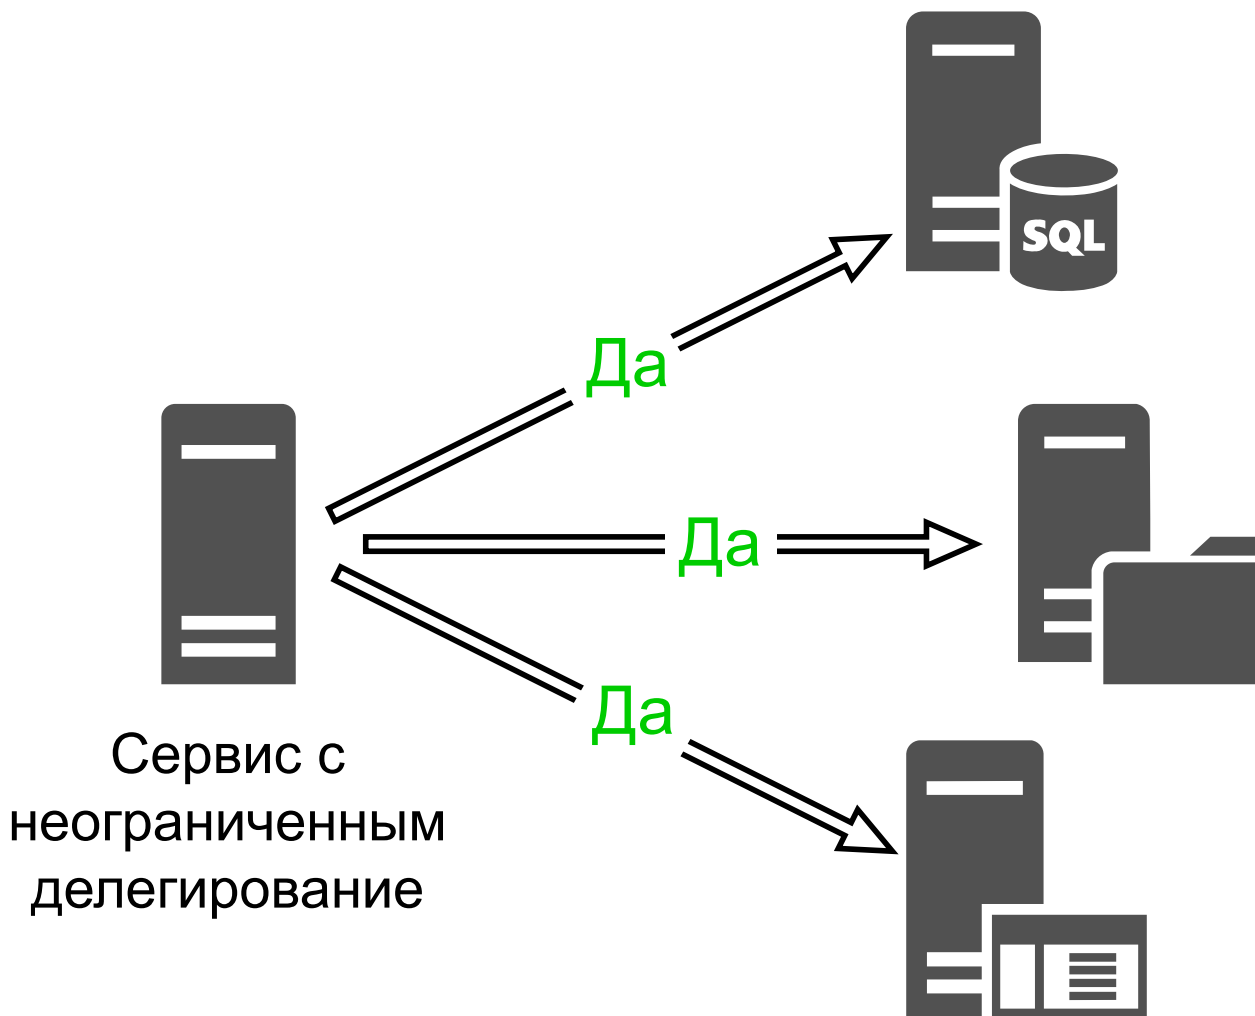 SQL
Да
Да
Да
Сервис с
неограниченным
делегирование